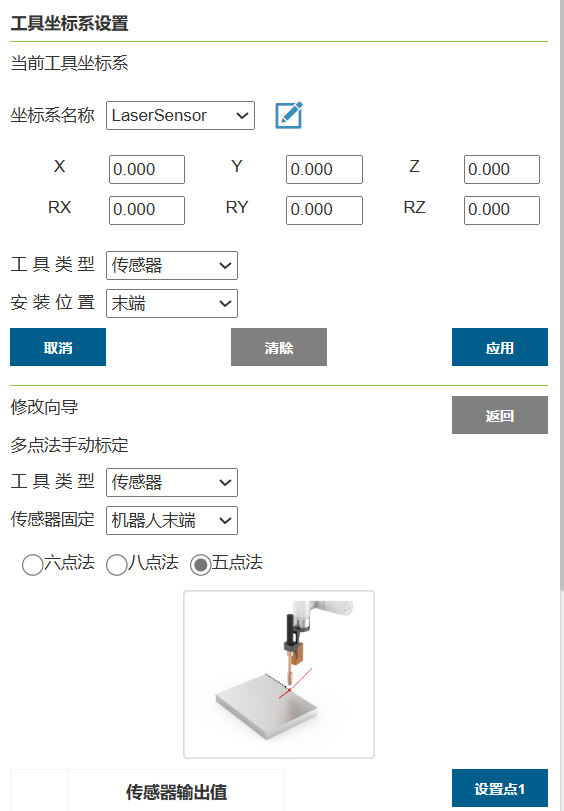 工具坐标系设置
当前工具坐标系
坐标系名称 LaserSensor
X 0.000 Y 0.000 Z 0.000
RX 0.000 RY 0.000 RZ 0.000
工具类型 传感器
安装位置 末端
取消 清除 应用
修改向导 返回
多点法手动标定
工具类型 传感器
传感器固定 机器人末端
六点法 八点法 五点法
传感器输出值 设置点1